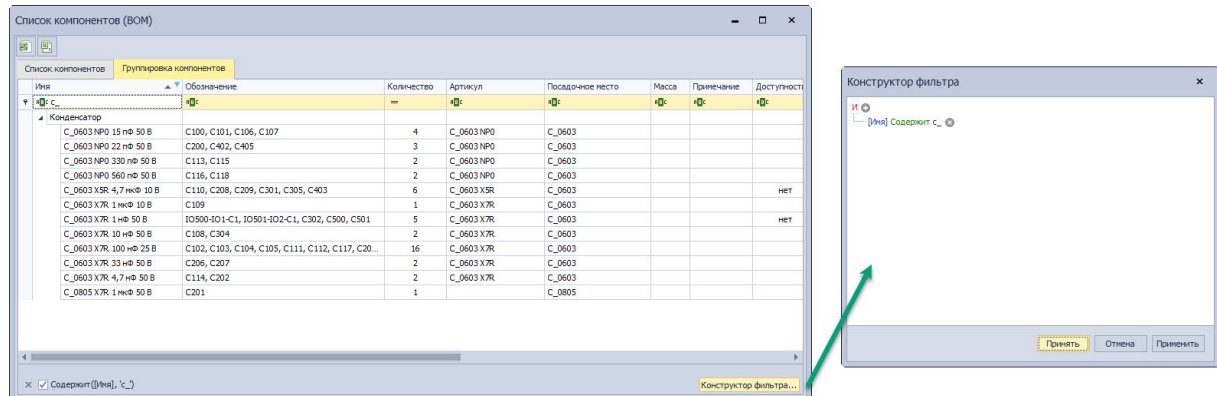 Список компонентов (BOM)
Список компонентов Группировка компонентов
Имя Обозначение Количество Артикул Посадочное место Масса Примечание Доступност
c_ =
Конденсатор
C_0603 NP0 15 пФ 50 В C100, C101, C106, C107 4 C_0603 NP0 C_0603
C_0603 NP0 22 пФ 50 В C200, C402, C405 3 C_0603 NP0 C_0603
C_0603 NP0 330 пФ 50 В C113, C115 2 C_0603 NP0 C_0603
C_0603 NP0 560 пФ 50 В C116, C118 2 C_0603 NP0 C_0603
C_0603 X5R 4,7 мкФ 10 В C110, C208, C209, C301, C305, C403 6 C_0603 X5R C_0603 нет
C_0603 X7R 1 мкФ 10 В C109 1 C_0603 X7R C_0603
C_0603 X7R 1 нФ 50 В IO500-IO1-C1, IO501-IO2-C1, C302, C500, C501 5 C_0603 X7R C_0603 нет
C_0603 X7R 10 нФ 50 В C108, C304 2 C_0603 X7R C_0603
C_0603 X7R 100 нФ 25 В C102, C103, C104, C105, C111, C112, C117, C20... 16 C_0603 X7R C_0603
C_0603 X7R 33 нФ 50 В C206, C207 2 C_0603 X7R C_0603
C_0603 X7R 4,7 нФ 50 В C114, C202 2 C_0603 X7R C_0603
C_0805 X7R 1 мкФ 50 В C201 1 C_0805
Содержит([Имя], 'c_') Конструктор фильтра...
Конструктор фильтра
И
[Имя] Содержит c_
Принять Отмена Применить